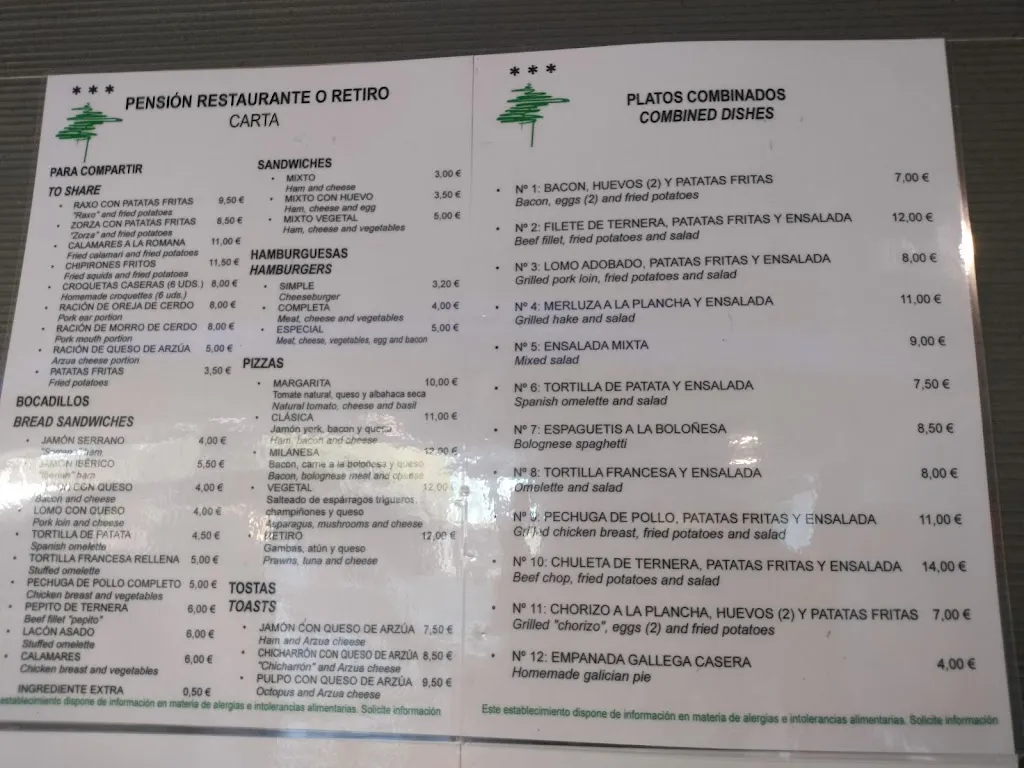 ***
PENSIÓN RESTAURANTE O RETIRO
CARTA
PARA COMPARTIR
TO SHARE
• RAXO CON PATATAS FRITAS 9,50 €
"Raxo" and fried potatoes
• ZORZA CON PATATAS FRITAS 8,50 €
"Zorza" and fried potatoes
• CALAMARES A LA ROMANA 11,00 €
Fried calamari and fried potatoes
• CHIPIRONES FRITOS 11,50 €
Fried squids and fried potatoes
• CROQUETAS CASERAS (6 UDS.) 8,00 €
Homemade croquettes (6 uds.)
• RACIÓN DE OREJA DE CERDO 8,00 €
Pork ear portion
• RACIÓN DE MORRO DE CERDO 8,00 €
Pork mouth portion
• RACIÓN DE QUESO DE ARZÚA 5,00 €
Arzua cheese portion
• PATATAS FRITAS 3,50 €
Fried potatoes
BOCADILLOS
BREAD SANDWICHES
• JAMÓN SERRANO 4,00 €
ham
• JAMÓN IBÉRICO 5,50 €
ham
CON QUESO 4,00 €
Bacon and cheese
• LOMO CON QUESO 4,00 €
Pork loin and cheese
• TORTILLA DE PATATA 4,50 €
Spanish omelette
• TORTILLA FRANCESA RELLENA 5,00 €
Stuffed omelette
• PECHUGA DE POLLO COMPLETO 5,00 €
Chicken breast and vegetables
• PEPITO DE TERNERA 6,00 €
Beef fillet "pepito"
• LACÓN ASADO 6,00 €
Stuffed omelette
• CALAMARES 6,00 €
Chicken breast and vegetables
INGREDIENTE EXTRA 0,50 €
SANDWICHES
• MIXTO 3,00 €
Ham and cheese
• MIXTO CON HUEVO 3,50 €
Ham, cheese and egg
• MIXTO VEGETAL 5,00 €
Ham, cheese and vegetables
HAMBURGUESAS
HAMBURGERS
• SIMPLE 3,20 €
Cheeseburger
• COMPLETA 4,00 €
Meat, cheese and vegetables
• ESPECIAL 5,00 €
Meat, cheese, vegetables, egg and bacon
PIZZAS
• MARGARITA 10,00 €
Tomate natural, queso y albahaca seca
Natural tomato, cheese and basil
• CLÁSICA 11,00 €
Jamón york, bacon y queso
Ham, bacon and cheese
• MILANESA 12,00 €
Bacon, carne a la boloñesa y queso
Bacon, bolognese meat and cheese
• VEGETAL 12,00
Salteado de espárragos trigueros,
champiñones y queso
Asparagus, mushrooms and cheese
• RETIRO 12,00 €
Gambas, atún y queso
Prawns, tuna and cheese
TOSTAS
TOASTS
• JAMÓN CON QUESO DE ARZÚA 7,50 €
Ham and Arzua cheese
• CHICHARRÓN CON QUESO DE ARZÚA 8,50 €
"Chicharrón" and Arzua cheese
• PULPO CON QUESO DE ARZÚA 9,50 €
Octopus and Arzua cheese
establecimiento dispone de información en materia de alergias e intolerancias alimentarias. Solicite información
***
PLATOS COMBINADOS
COMBINED DISHES
• Nº 1: BACON, HUEVOS (2) Y PATATAS FRITAS 7,00 €
Bacon, eggs (2) and fried potatoes
• Nº 2: FILETE DE TERNERA, PATATAS FRITAS Y ENSALADA 12,00 €
Beef fillet, fried potatoes and salad
• Nº 3: LOMO ADOBADO, PATATAS FRITAS Y ENSALADA 8,00 €
Grilled pork loin, fried potatoes and salad
• Nº 4: MERLUZA A LA PLANCHA Y ENSALADA 11,00 €
Grilled hake and salad
• Nº 5: ENSALADA MIXTA 9,00 €
Mixed salad
• Nº 6: TORTILLA DE PATATA Y ENSALADA 7,50 €
Spanish omelette and salad
• Nº 7: ESPAGUETIS A LA BOLOÑESA 8,50 €
Bolognese spaghetti
• Nº 8: TORTILLA FRANCESA Y ENSALADA 8,00 €
Omelette and salad
• Nº 9: PECHUGA DE POLLO, PATATAS FRITAS Y ENSALADA 11,00 €
Grilled chicken breast, fried potatoes and salad
• Nº 10: CHULETA DE TERNERA, PATATAS FRITAS Y ENSALADA 14,00 €
Beef chop, fried potatoes and salad
• Nº 11: CHORIZO A LA PLANCHA, HUEVOS (2) Y PATATAS FRITAS 7,00 €
Grilled "chorizo", eggs (2) and fried potatoes
• Nº 12: EMPANADA GALLEGA CASERA 4,00 €
Homemade galician pie
Este establecimiento dispone de información en materia de alergias e intolerancias alimentarias. Solicite información